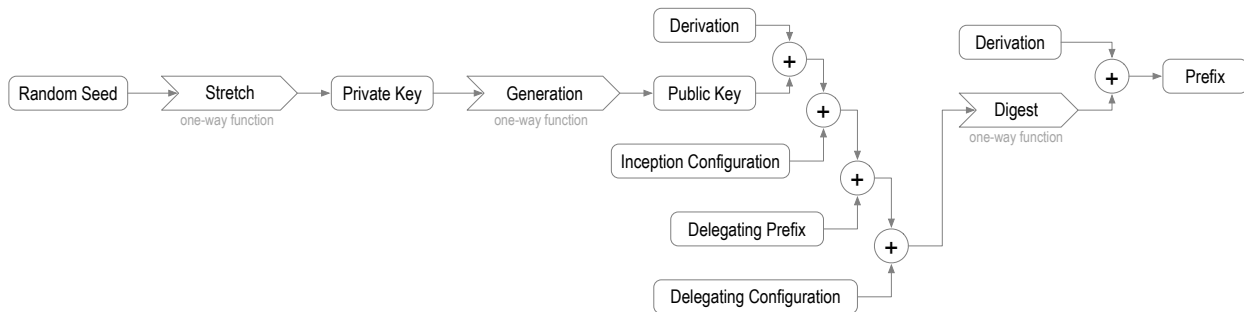 Derivation
Derivation
+
+
Random Seed
Stretch
Private Key
Generation
Public Key
Prefix
one-way function
one-way function
+
Digest
one-way function
Inception Configuration
+
Delegating Prefix
+
Delegating Configuration